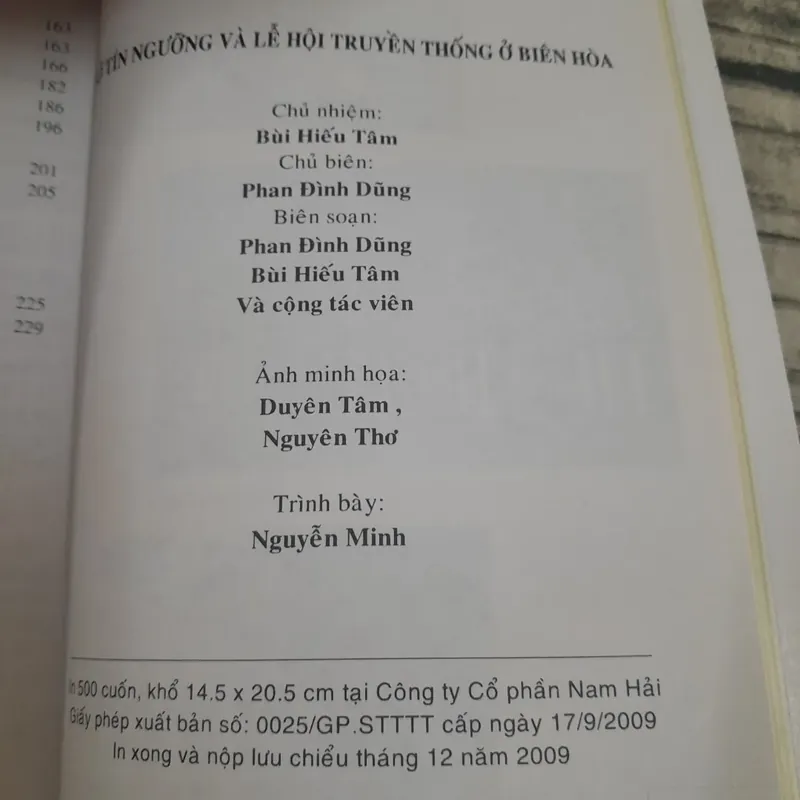 163
163
166
182
186
196
201
205
225
229
TÍN NGƯỠNG VÀ LỄ HỘI TRUYỀN THỐNG Ở BIÊN HÒA
Chủ nhiệm:
Bùi Hiếu Tâm
Chủ biên:
Phan Đình Dũng
Biên soạn:
Phan Đình Dũng
Bùi Hiếu Tâm
Và cộng tác viên
Ảnh minh họa:
Duyên Tâm ,
Nguyên Thơ
Trình bày:
Nguyễn Minh
In 500 cuốn, khổ 14.5 x 20.5 cm tại Công ty Cổ phần Nam Hải
Giấy phép xuất bản số: 0025/GP.STTTT cấp ngày 17/9/2009
In xong và nộp lưu chiểu tháng 12 năm 2009